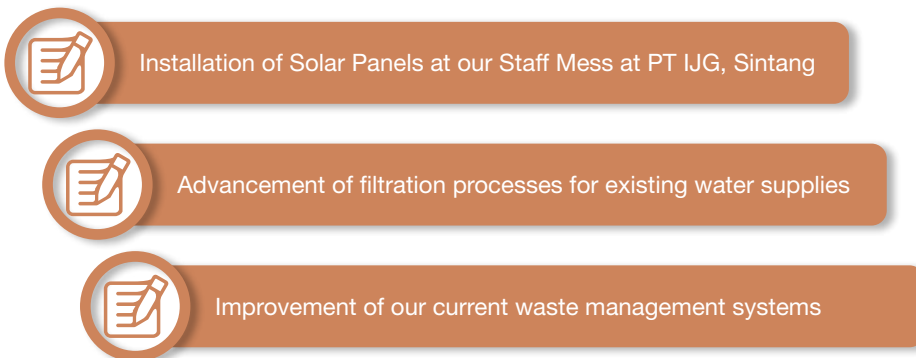 Installation of Solar Panels at our Staff Mess at PT IJG, Sintang
Advancement of filtration processes for existing water supplies
Improvement of our current waste management systems